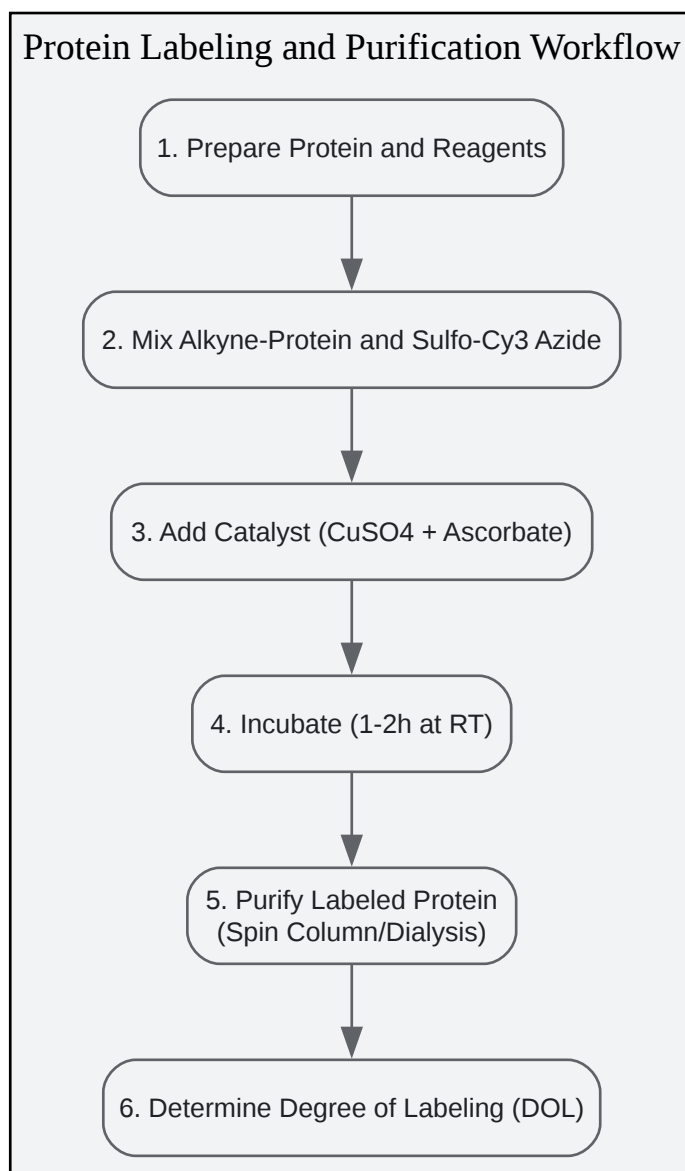 Protein Labeling and Purification Workflow
1. Prepare Protein and Reagents
2. Mix Alkyne-Protein and Sulfo-Cy3 Azide
3. Add Catalyst (CuSO4 + Ascorbate)
4. Incubate (1-2h at RT)
5. Purify Labeled Protein
(Spin Column/Dialysis)
6. Determine Degree of Labeling (DOL)